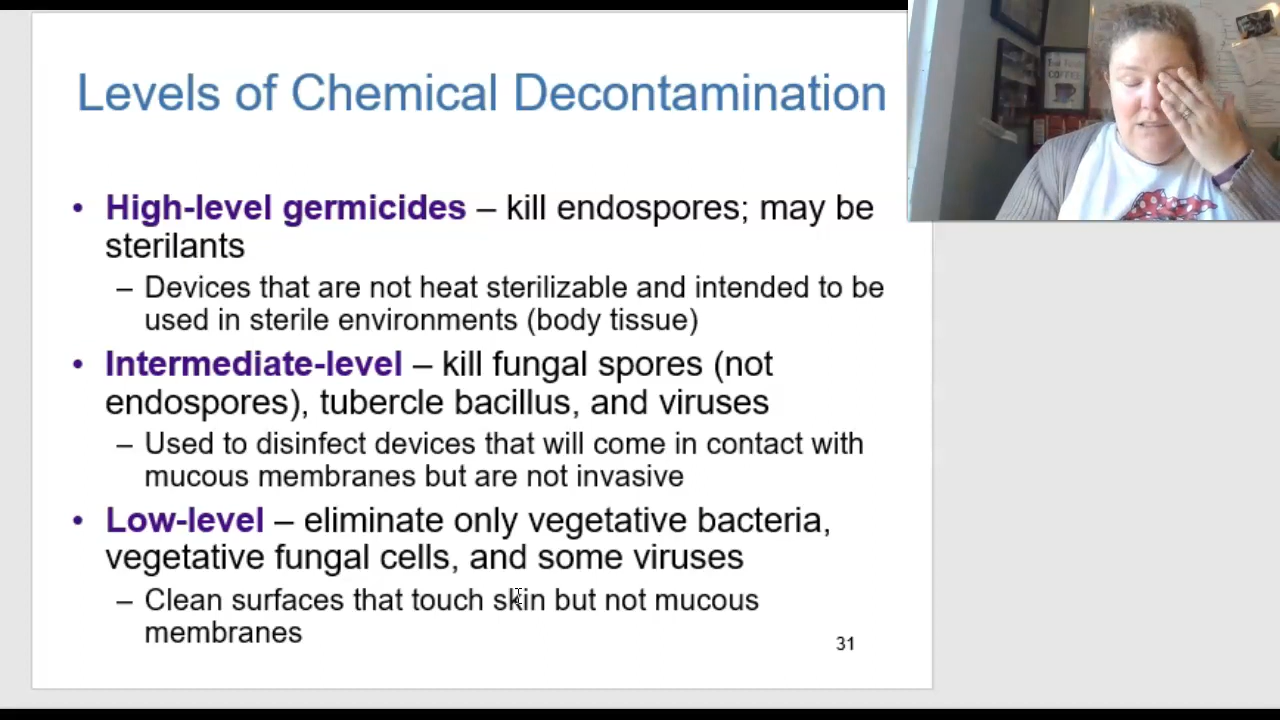 Levels of Chemical Decontamination
• High-level germicides – kill endospores; may be
sterilants
– Devices that are not heat sterilizable and intended to be
used in sterile environments (body tissue)
• Intermediate-level – kill fungal spores (not
endospores), tubercle bacillus, and viruses
– Used to disinfect devices that will come in contact with
mucous membranes but are not invasive
• Low-level – eliminate only vegetative bacteria,
vegetative fungal cells, and some viruses
– Clean surfaces that touch skin but not mucous
membranes
31
COFFEE